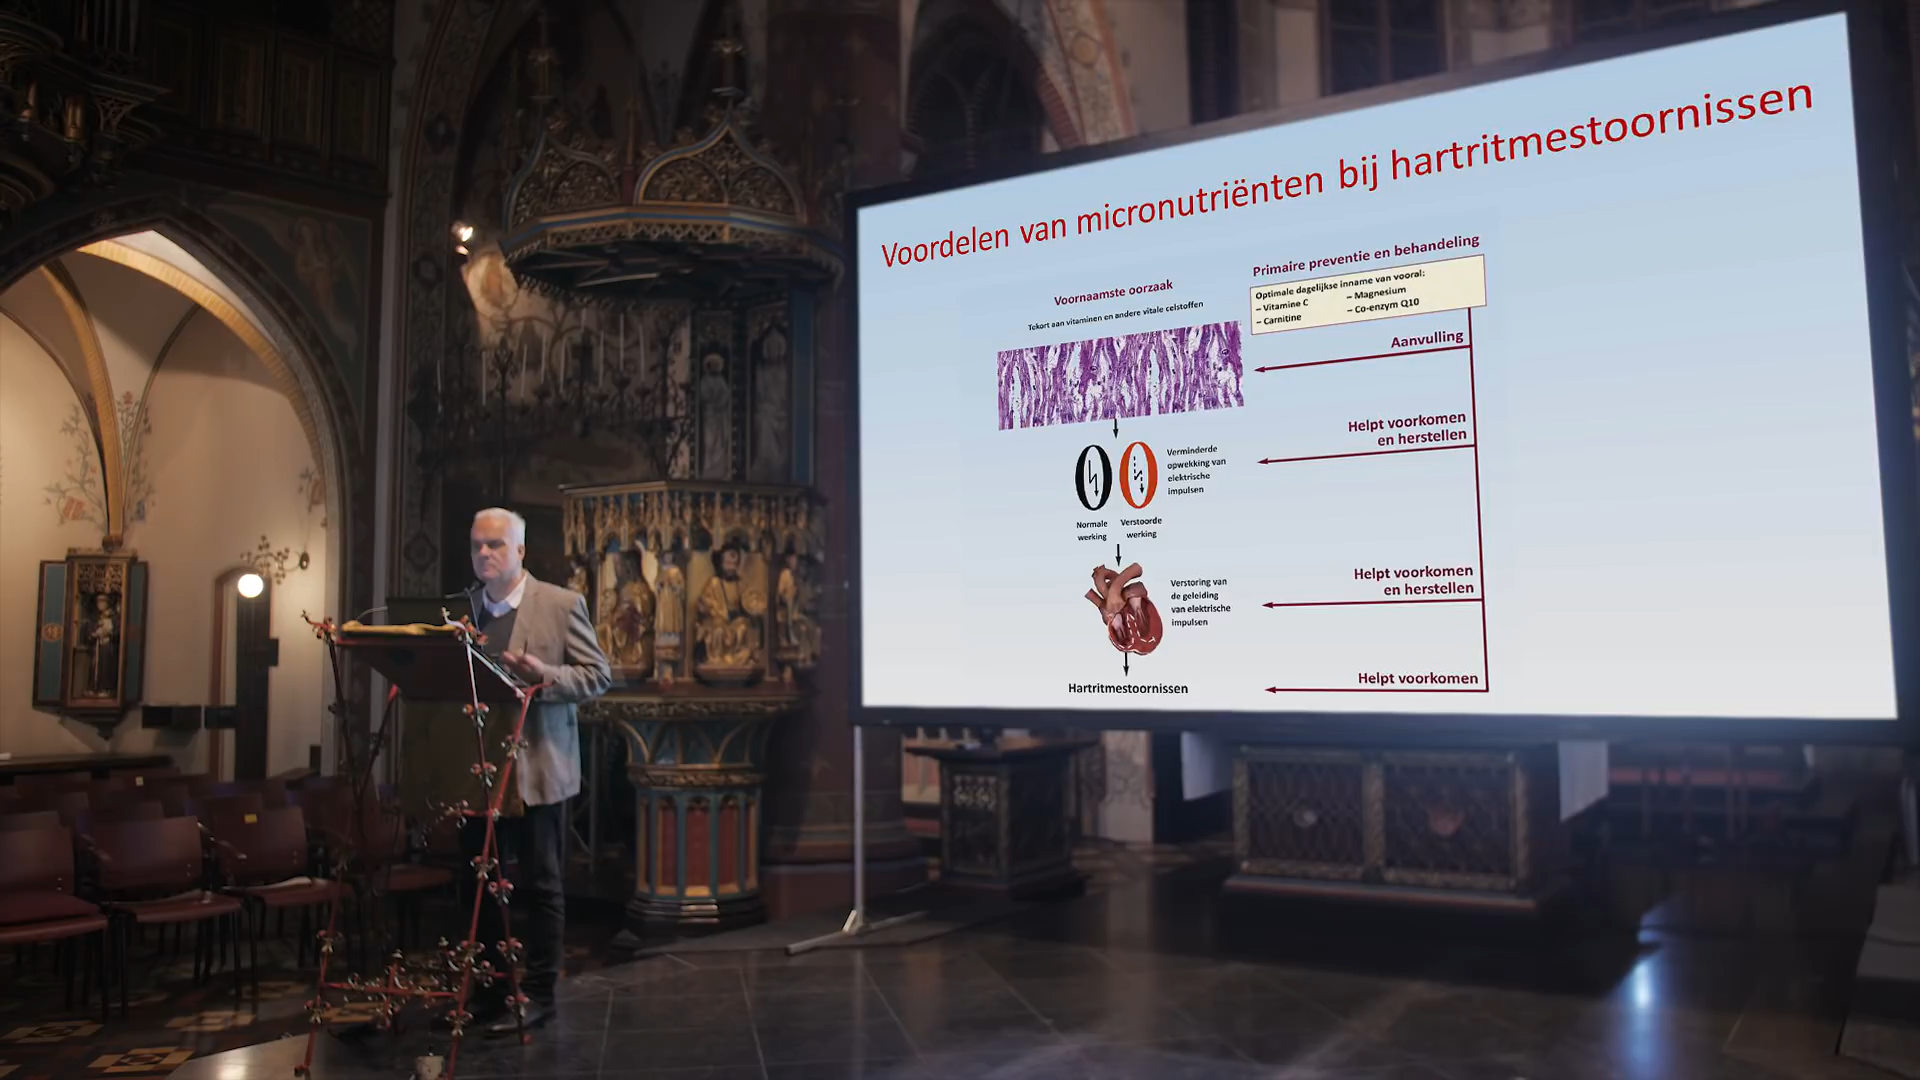 Voordelen van micronutriënten bij hartritmestoornissen
Voornaamste oorzaak
Tekort aan vitaminen en andere vitale celstoffen
Primaire preventie en behandeling
Optimale dagelijkse inname van vooral:
– Vitamine C
– Magnesium
– Carnitine
– Co-enzym Q10
Aanvulling
Helpt voorkomen
en herstellen
Verminderde
opwekking van
elektrische
impulsen
Normale
werking
Verstoorde
werking
Helpt voorkomen
en herstellen
Verstoring van
de geleiding
van elektrische
impulsen
Helpt voorkomen
Hartritmestoornissen